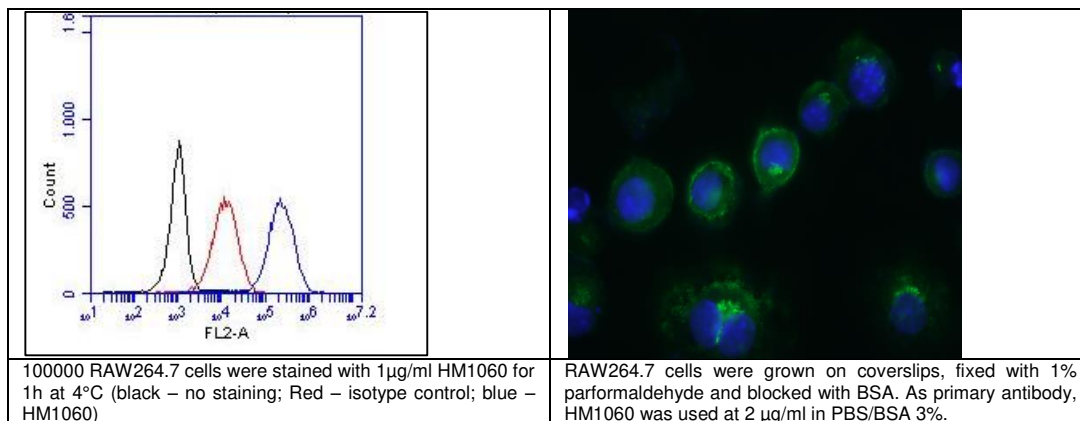 1.6
1.000
500
0
Count
10^1 10^2 10^3 10^4 10^5 10^6 10^7.2
FL2-A
100000 RAW264.7 cells were stained with 1µg/ml HM1060 for
1h at 4°C (black – no staining; Red – isotype control; blue –
HM1060)
RAW264.7 cells were grown on coverslips, fixed with 1%
parformaldehyde and blocked with BSA. As primary antibody,
HM1060 was used at 2 µg/ml in PBS/BSA 3%.